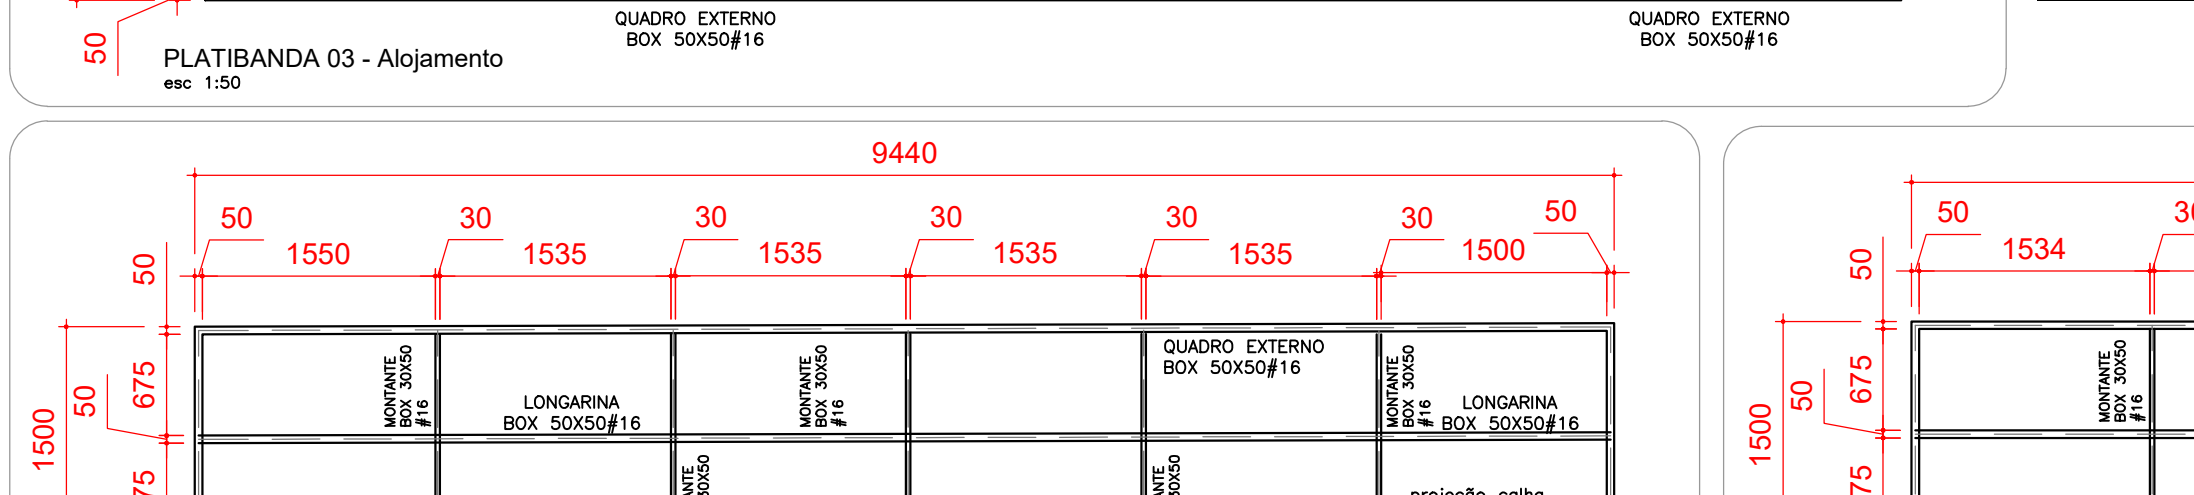 QUADRO EXTERNO
BOX 50X50#16
QUADRO EXTERNO
BOX 50X50#16
50
PLATIBANDA 03 - Alojamento
esc 1:50
9440
50
30
30
30
30
30
50
1550
1535
1535
1535
1535
1500
50
675
50
1500
75
MONTANTE
BOX 30X50
#16
LONGARINA
BOX 50X50#16
MONTANTE
BOX 30X50
#16
QUADRO EXTERNO
BOX 50X50#16
MONTANTE
BOX 30X50
#16
LONGARINA
BOX 50X50#16
50
1534
50
675
50
1500
75
MONTANTE
BOX 30X50
#16